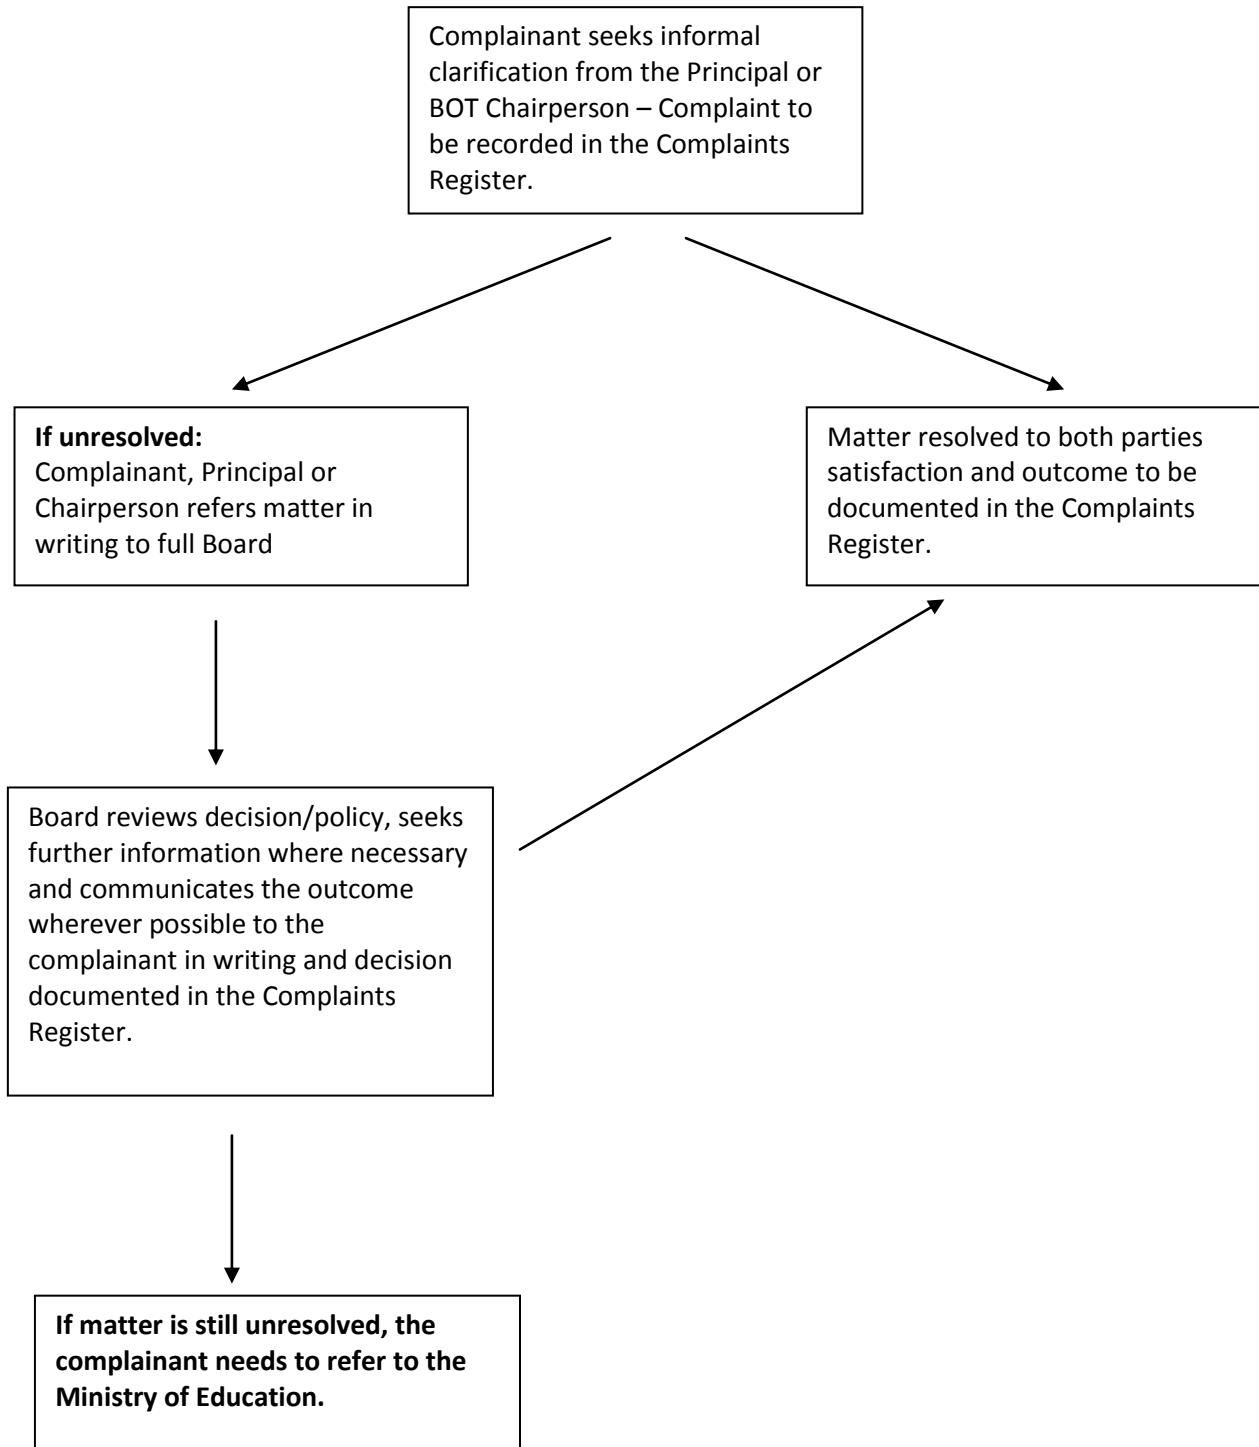 Complainant seeks informal
clarification from the Principal or
BOT Chairperson – Complaint to
be recorded in the Complaints
Register.
If unresolved:
Complainant, Principal or
Chairperson refers matter in
writing to full Board
Matter resolved to both parties
satisfaction and outcome to be
documented in the Complaints
Register.
Board reviews decision/policy, seeks
further information where necessary
and communicates the outcome
wherever possible to the
complainant in writing and decision
documented in the Complaints
Register.
If matter is still unresolved, the
complainant needs to refer to the
Ministry of Education.